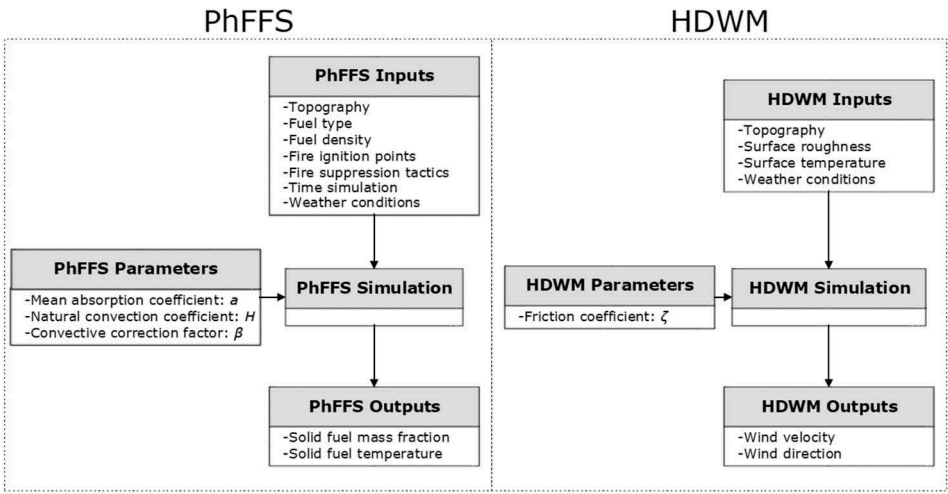 PhFFS
HDWM
PhFFS Inputs
-Topography
-Fuel type
-Fuel density
-Fire ignition points
-Fire suppression tactics
-Time simulation
-Weather conditions
PhFFS Parameters
-Mean absorption coefficient: a
-Natural convection coefficient: H
-Convective correction factor: β
PhFFS Simulation
PhFFS Outputs
-Solid fuel mass fraction
-Solid fuel temperature
HDWM Inputs
-Topography
-Surface roughness
-Surface temperature
-Weather conditions
HDWM Parameters
-Friction coefficient: ζ
HDWM Simulation
HDWM Outputs
-Wind velocity
-Wind direction